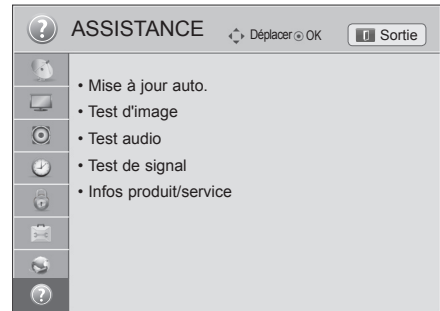 ASSISTANCE Déplacer OK Sortie
• Mise à jour auto.
• Test d'image
• Test audio
• Test de signal
• Infos produit/service